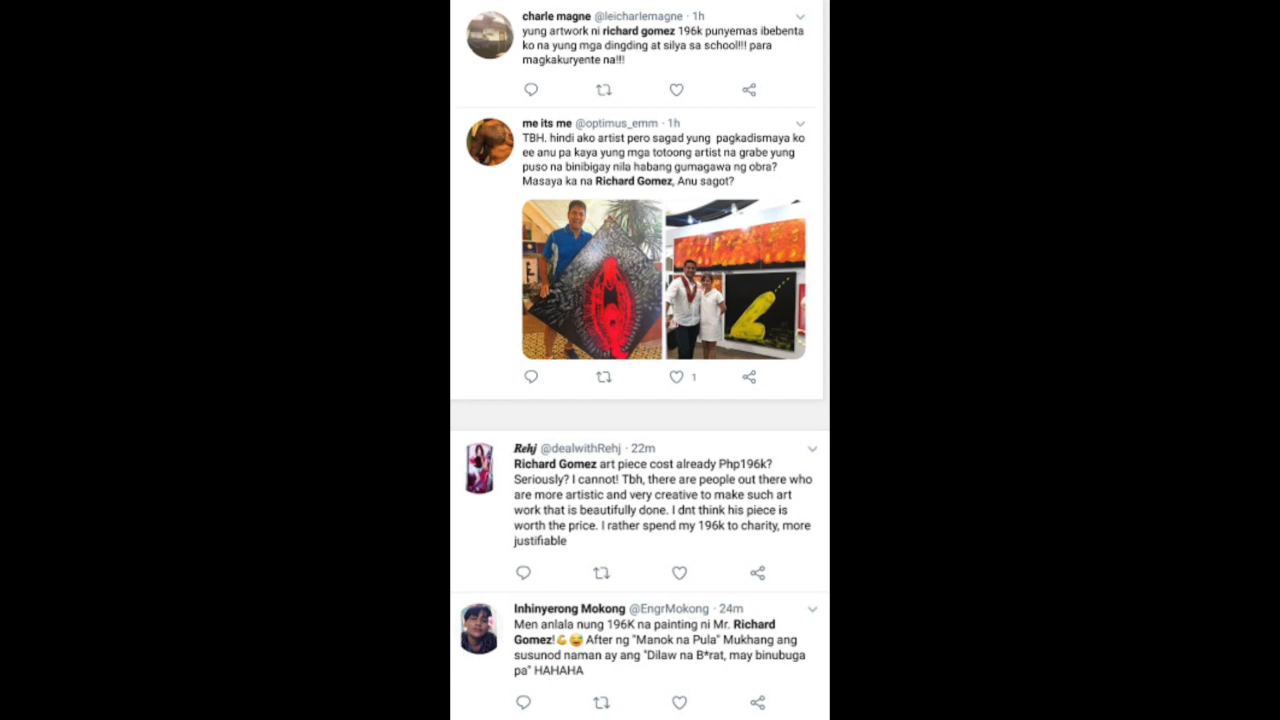 charle magne @leicharlemagne · 1h
yung artwork ni richard gomez 196k punyemas ibebenta
ko na yung mga dingding at silya sa school!!! para
magkakuryente na!!!
me its me @optimus_emm · 1h
TBH. hindi ako artist pero sagad yung pagkadismaya ko
ee anu pa kaya yung mga totoong artist na grabe yung
puso na binibigay nila habang gumagawa ng obra?
Masaya ka na Richard Gomez, Anu sagot?
1
Rehj @dealwithRehj · 22m
Richard Gomez art piece cost already Php196k?
Seriously? I cannot! Tbh, there are people out there who
are more artistic and very creative to make such art
work that is beautifully done. I dnt think his piece is
worth the price. I rather spend my 196k to charity, more
justifiable
Inhinyerong Mokong @EngrMokong · 24m
Men anlala nung 196K na painting ni Mr. Richard
Gomez!💪😅 After ng "Manok na Pula" Mukhang ang
susunod naman ay ang "Dilaw na B*rat, may binubuga
pa" HAHAHA